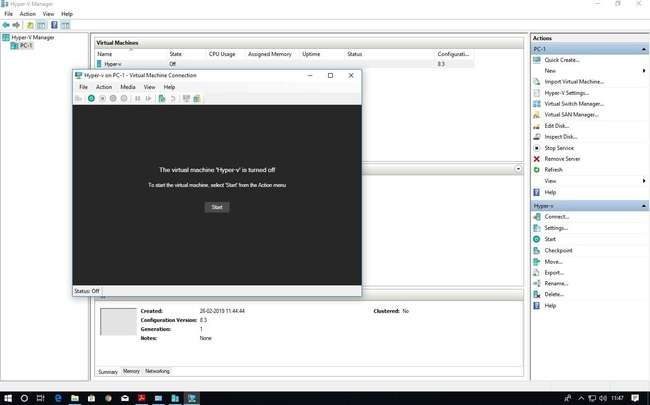 Hyper-V Manager
File Action View Help
Hyper-V Manager
PC-1
Virtual Machines
Name State CPU Usage Assigned Memory Uptime Status Configurati...
Hyper-v Off 8.3
Hyper-v on PC-1 - Virtual Machine Connection
File Action Media View Help
The virtual machine 'Hyper-v' is turned off
To start the virtual machine, select 'Start' from the Action menu
Start
Status: Off
Created: 26-02-2019 11:44:44 Clustered: No
Configuration Version: 8.3
Generation: 1
Notes: None
Summary Memory Networking
Actions
PC-1
Quick Create...
New
Import Virtual Machine...
Hyper-V Settings...
Virtual Switch Manager...
Virtual SAN Manager...
Edit Disk...
Inspect Disk...
Stop Service
Remove Server
Refresh
View
Help
Hyper-v
Connect...
Settings...
Start
Checkpoint
Move...
Export...
Rename...
Delete...
Help
11:47